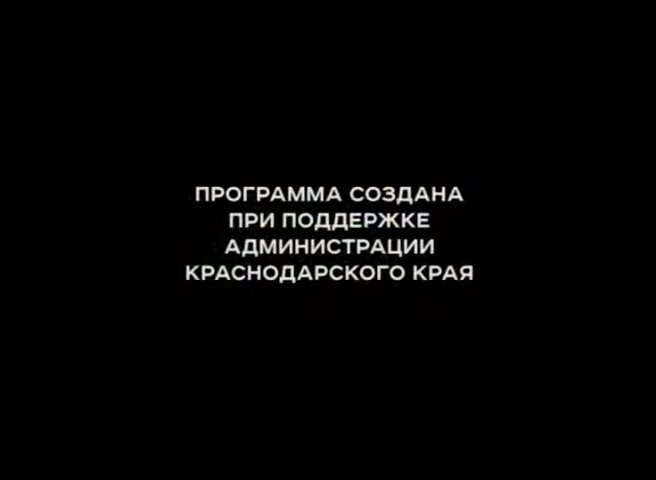 ПРОГРАММА СОЗДАНА
ПРИ ПОДДЕРЖКЕ
АДМИНИСТРАЦИИ
КРАСНОДАРСКОГО КРАЯ